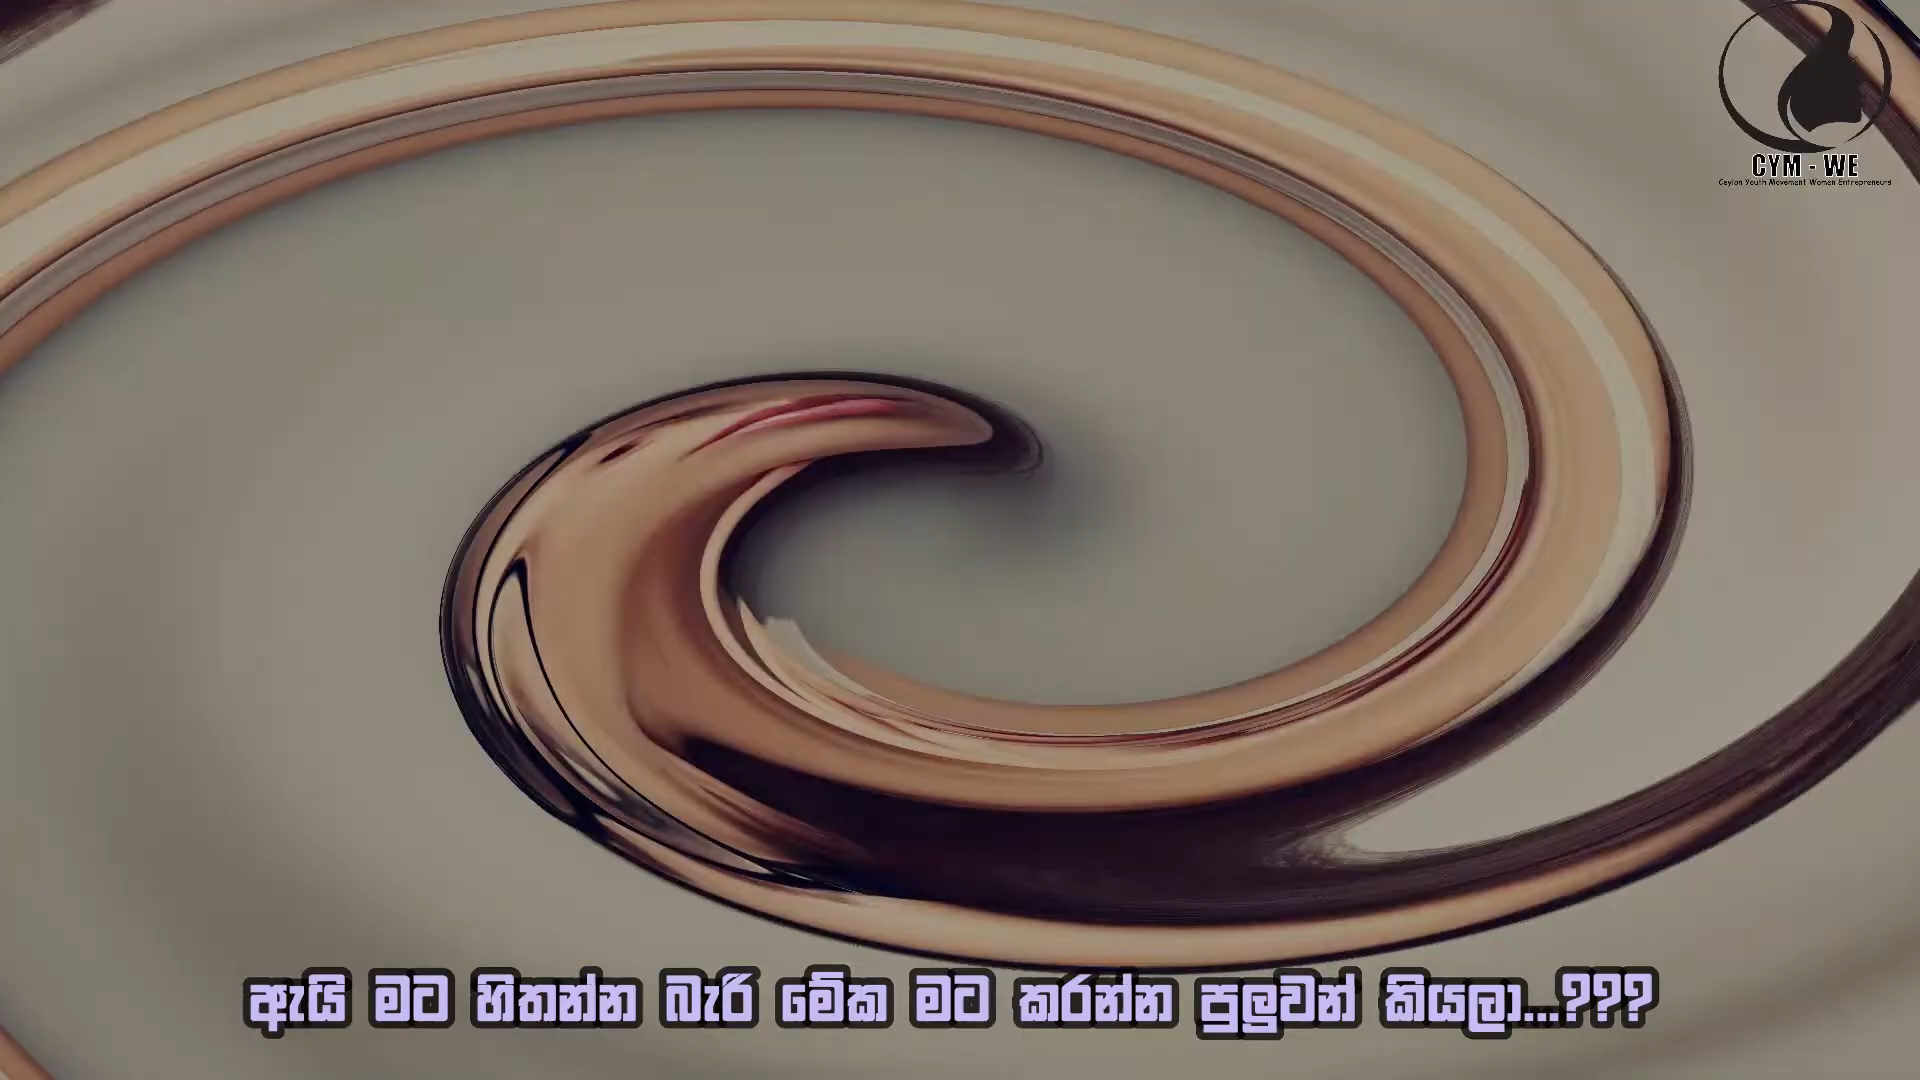 CYM - WE
Ceylon Youth Movement Women Entrepreneurs
ඇයි මට හිතන්න බැරි මේක මට කරන්න පුලුවන් කියලා...???